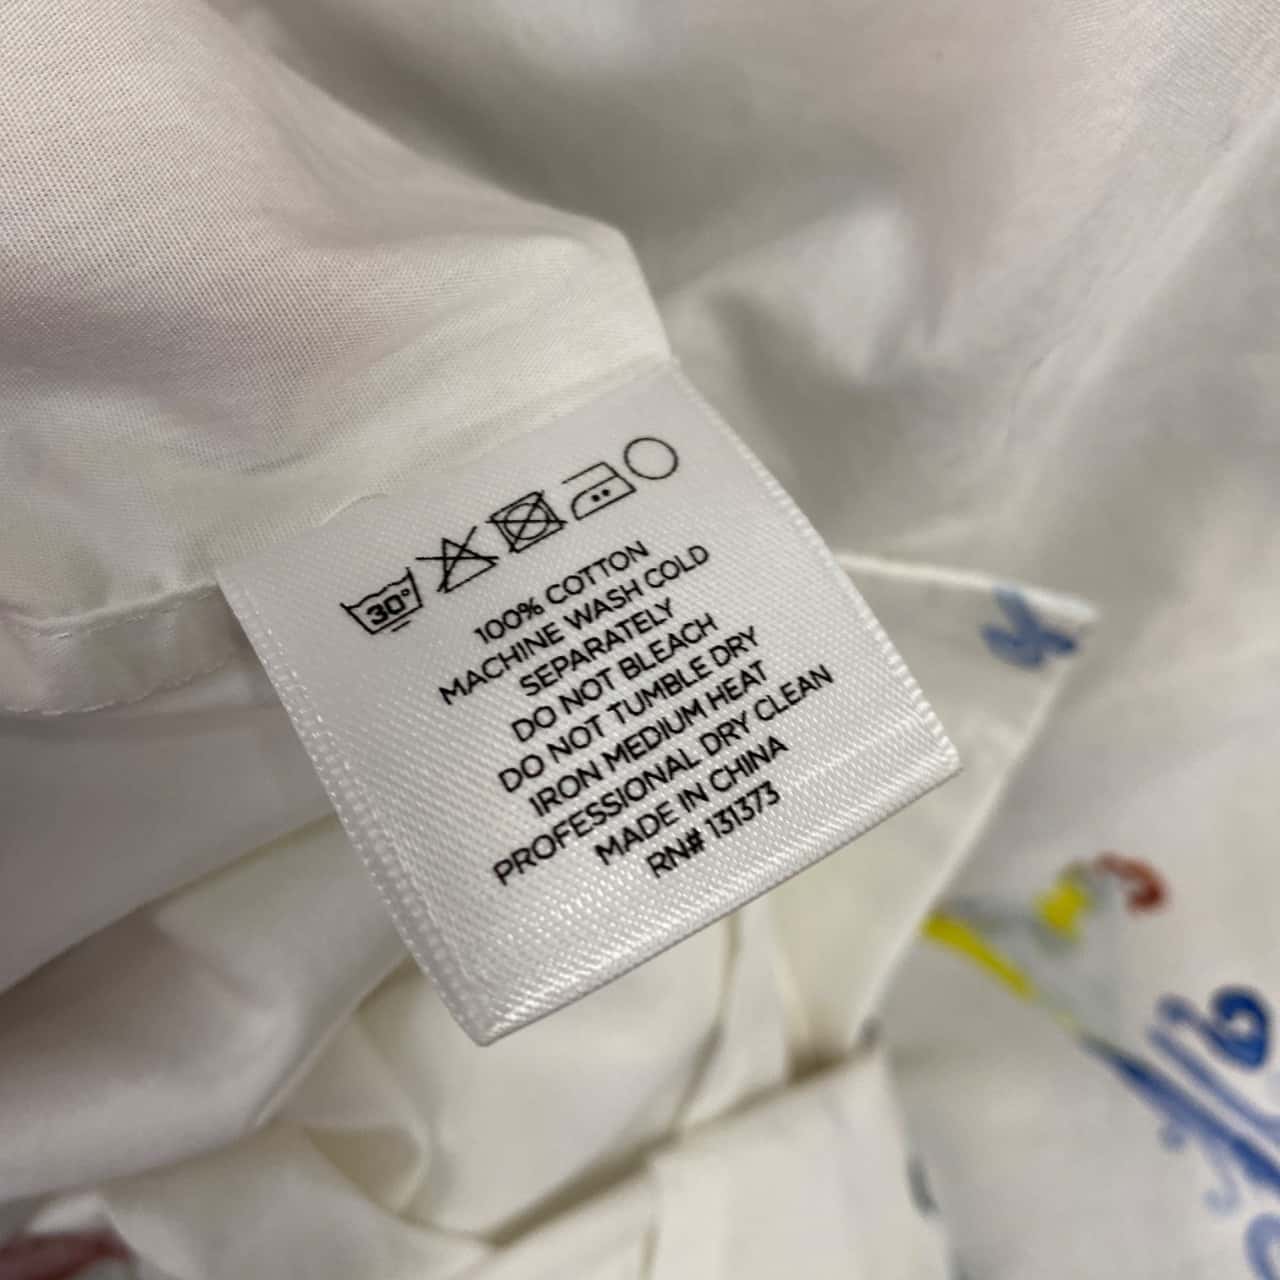 30°
100% COTTON
MACHINE WASH COLD
SEPARATELY
DO NOT BLEACH
DO NOT TUMBLE DRY
IRON MEDIUM HEAT
PROFESSIONAL DRY CLEAN
MADE IN CHINA
RN# 131373